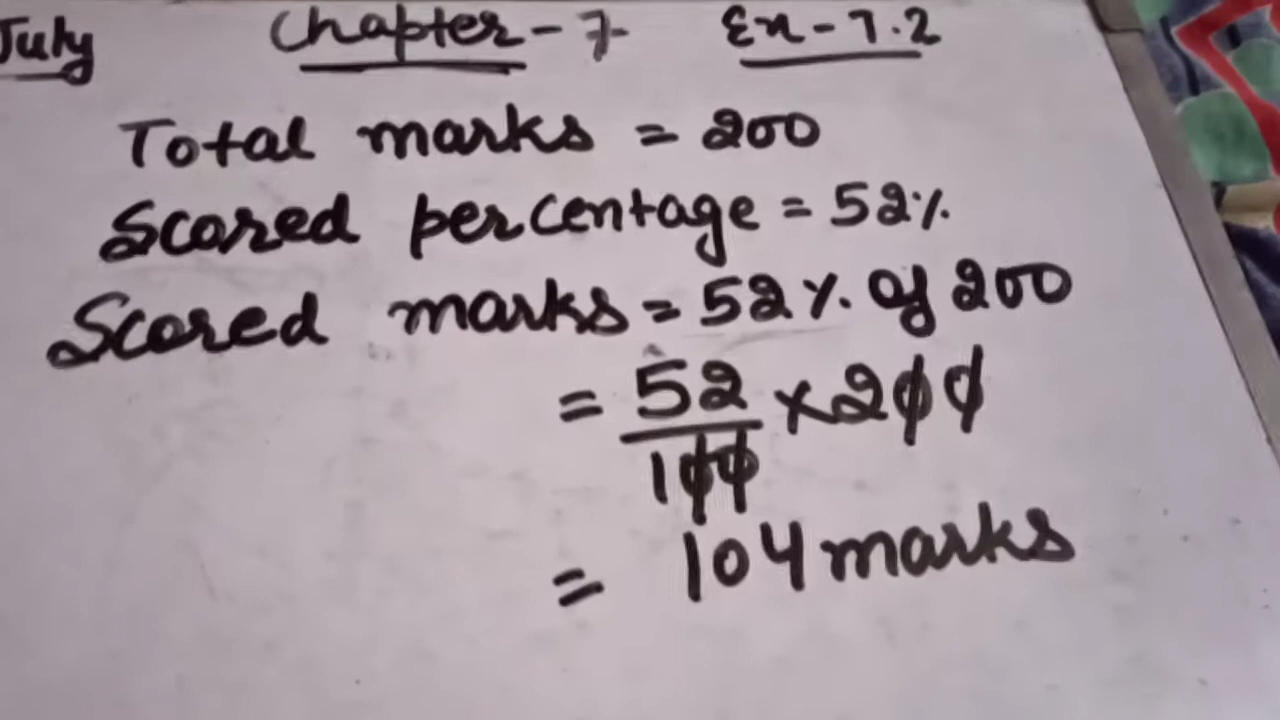 July Chapter-7 Ex-7.2
Total marks = 200
Scored percentage = 52%
Scored marks = 52% of 200
= 52/100 × 200
= 104 marks